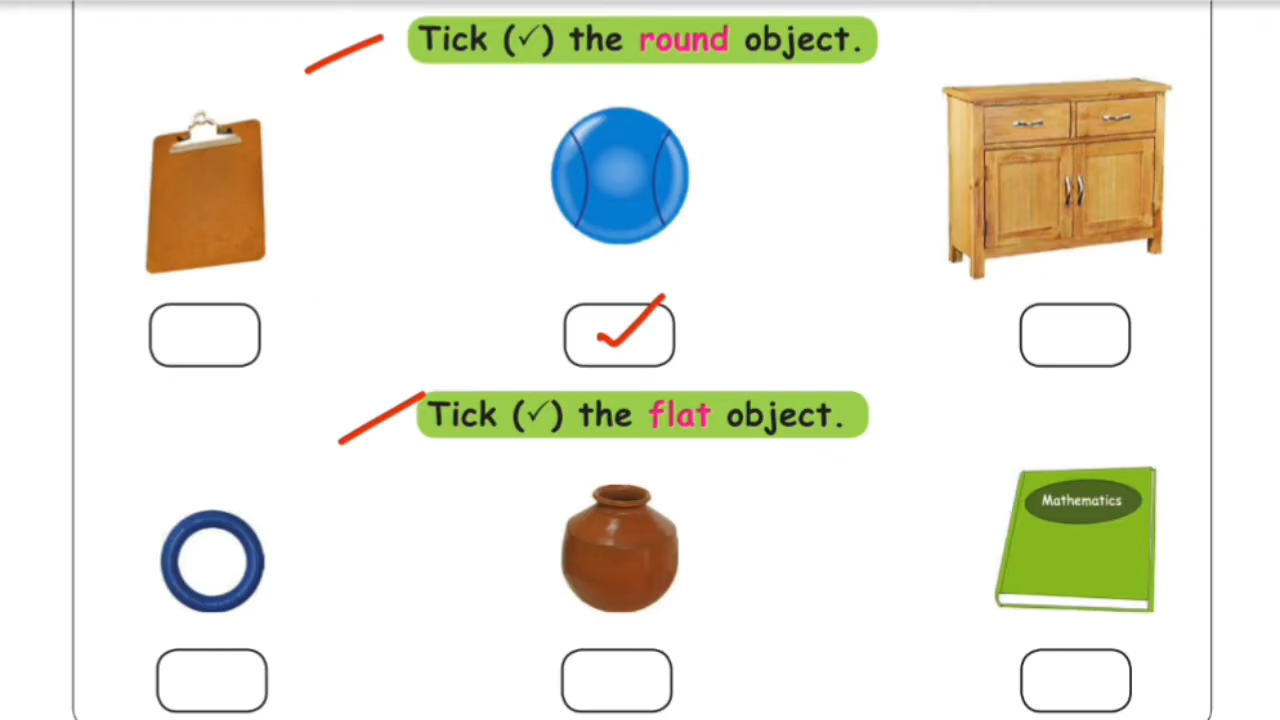 Tick (✓) the round object.
Tick (✓) the flat object.
Mathematics